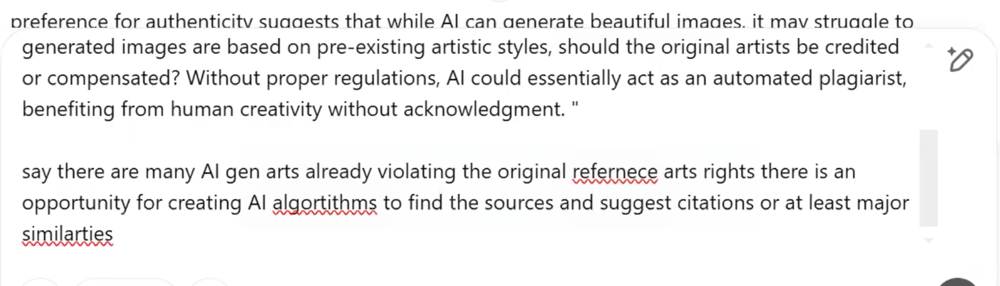 preference for authenticity suggests that while AI can generate beautiful images, it may struggle to
generated images are based on pre-existing artistic styles, should the original artists be credited
or compensated? Without proper regulations, AI could essentially act as an automated plagiarist,
benefiting from human creativity without acknowledgment. "
say there are many AI gen arts already violating the original refernece arts rights there is an
opportunity for creating AI algortithms to find the sources and suggest citations or at least major
similarties